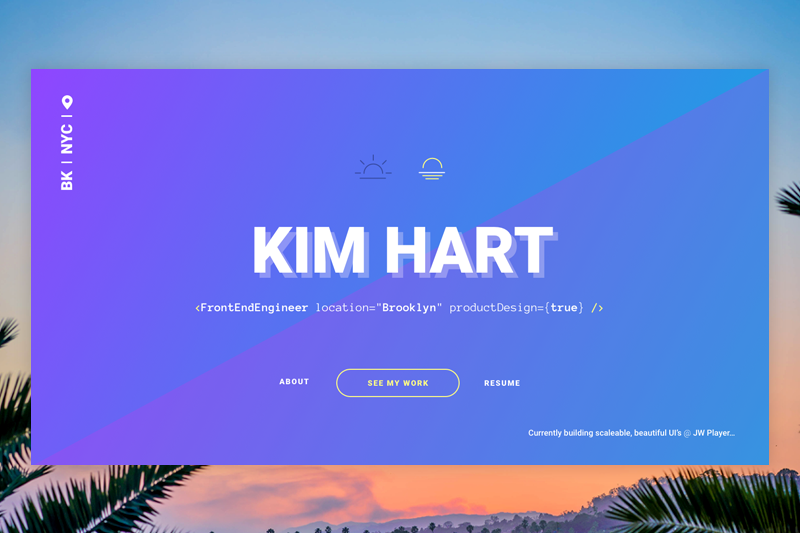 BK | NYC |
KIM HART
<FrontEndEngineer location="Brooklyn" productDesign={true} />
ABOUT
SEE MY WORK
RESUME
Currently building scaleable, beautiful UI's @ JW Player...